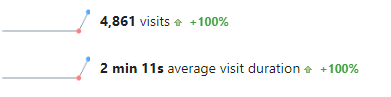 4,861 visits +100%
2 min 11s average visit duration +100%